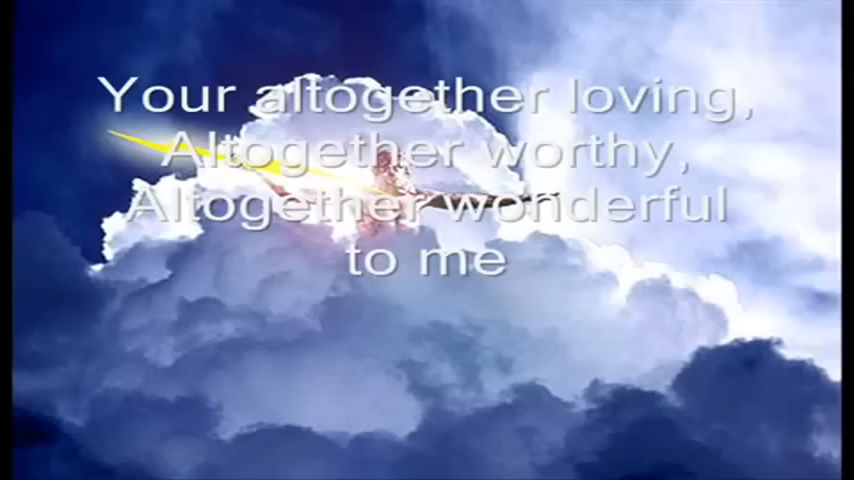 Your altogether loving,
Altogether worthy,
Altogether wonderful
to me